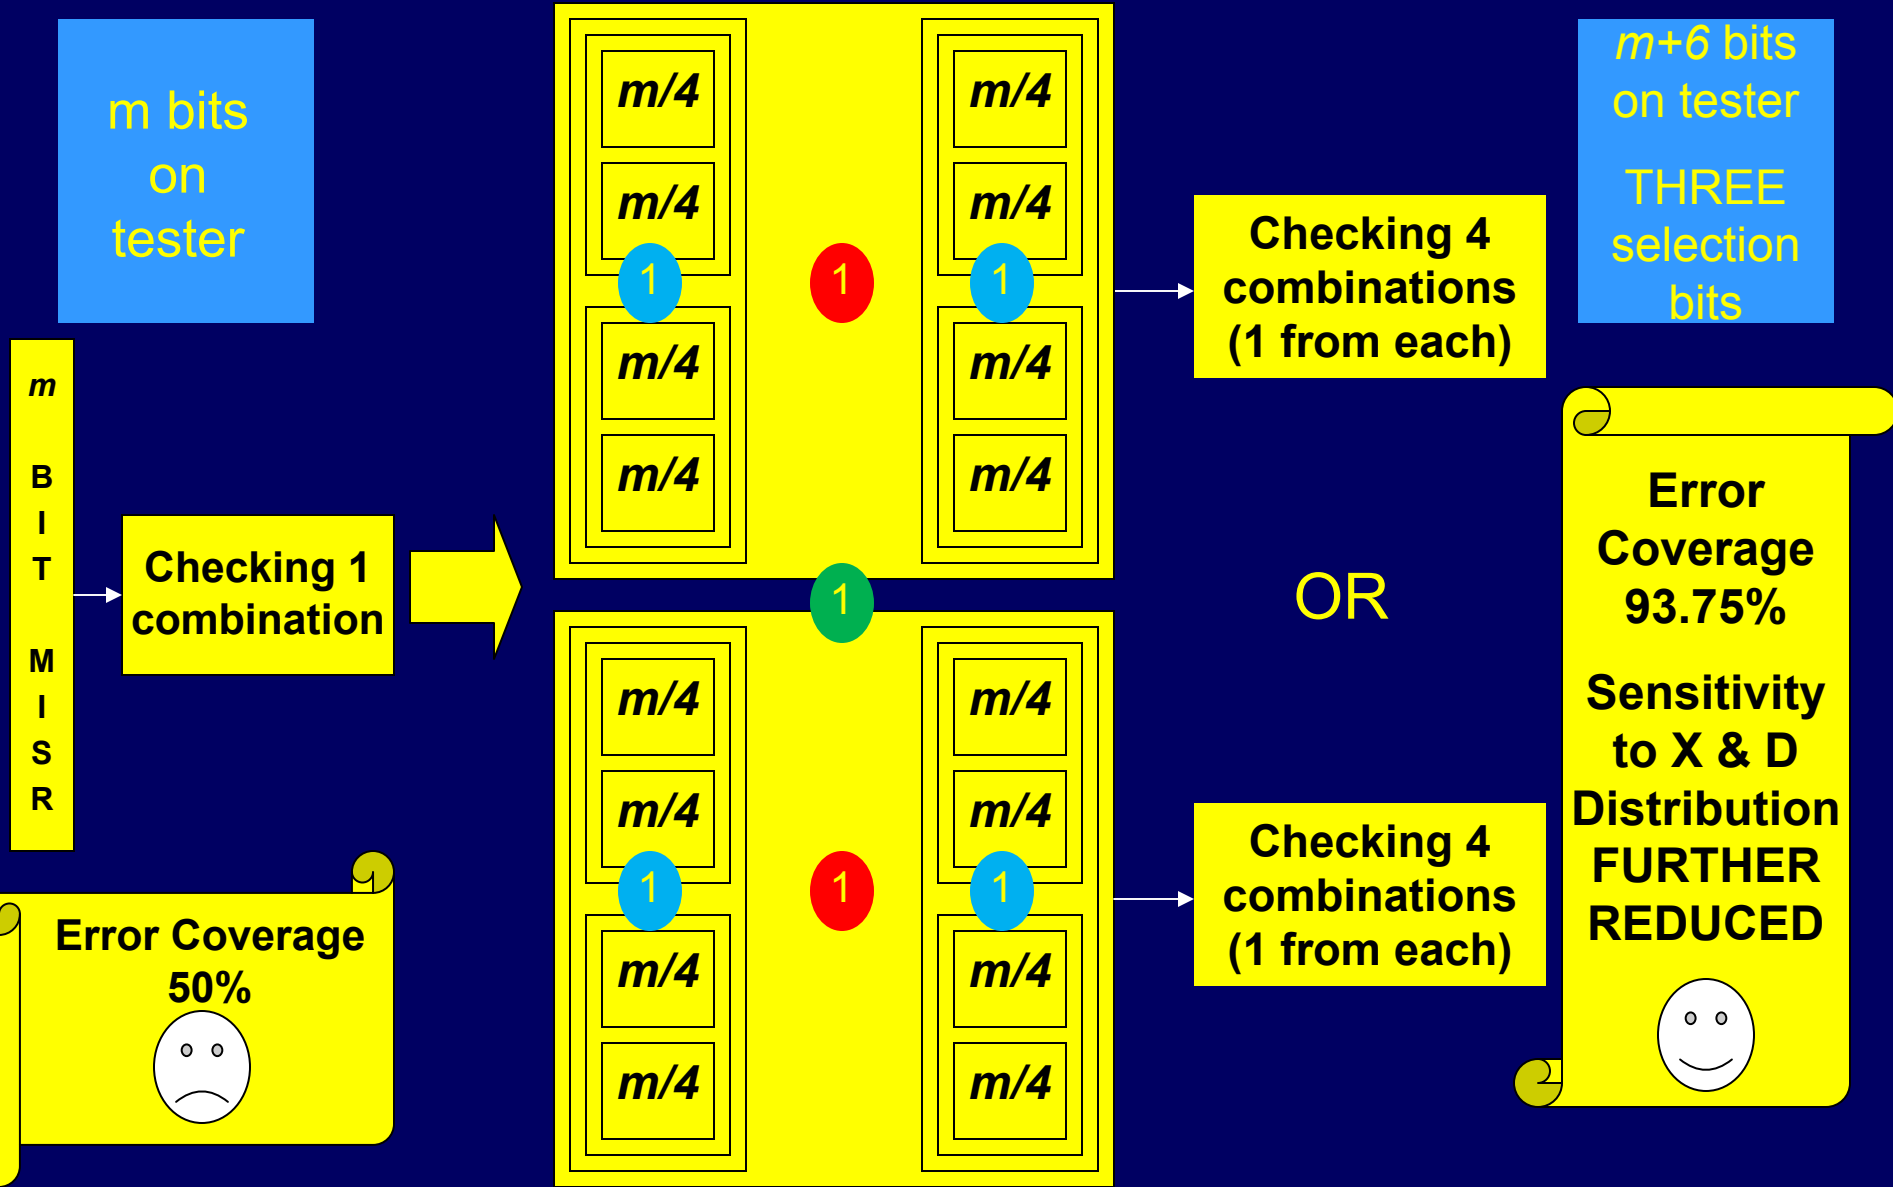 m bits
on
tester
m
B
I
T
M
I
S
R
Checking 1
combination
Error Coverage
50%
m/4
m/4
1
m/4
m/4
1
m/4
m/4
1
m/4
m/4
1
m/4
m/4
1
m/4
m/4
1
m/4
m/4
1
m/4
m/4
Checking 4
combinations
(1 from each)
OR
Checking 4
combinations
(1 from each)
m+6 bits
on tester
THREE
selection
bits
Error
Coverage
93.75%
Sensitivity
to X & D
Distribution
FURTHER
REDUCED